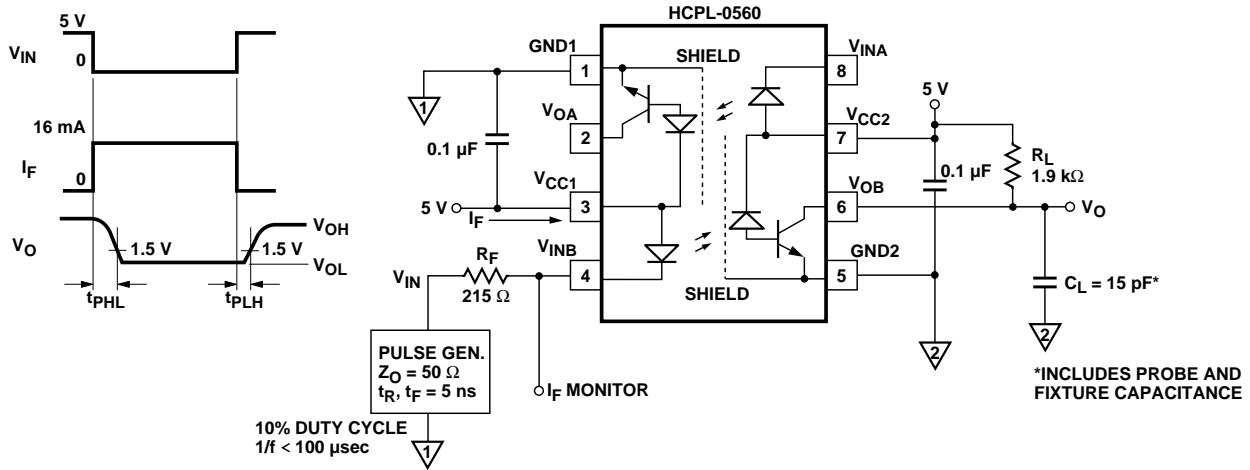 HCPL-0560
5 V
V_IN
0
16 mA
I_F
0
V_O
1.5 V
1.5 V
V_OH
V_OL
t_PHL
t_PLH
GND1
1
SHIELD
V_INA
8
1
V_OA
2
0.1 µF
V_CC1
5 V
3
I_F
V_INB
4
V_IN
R_F
215 Ω
SHIELD
PULSE GEN.
Z_O = 50 Ω
t_R, t_F = 5 ns
I_F MONITOR
10% DUTY CYCLE
1/f < 100 µsec
1
5 V
V_CC2
7
0.1 µF
R_L
1.9 kΩ
V_OB
6
V_O
GND2
5
C_L = 15 pF*
2
2
*INCLUDES PROBE AND
FIXTURE CAPACITANCE